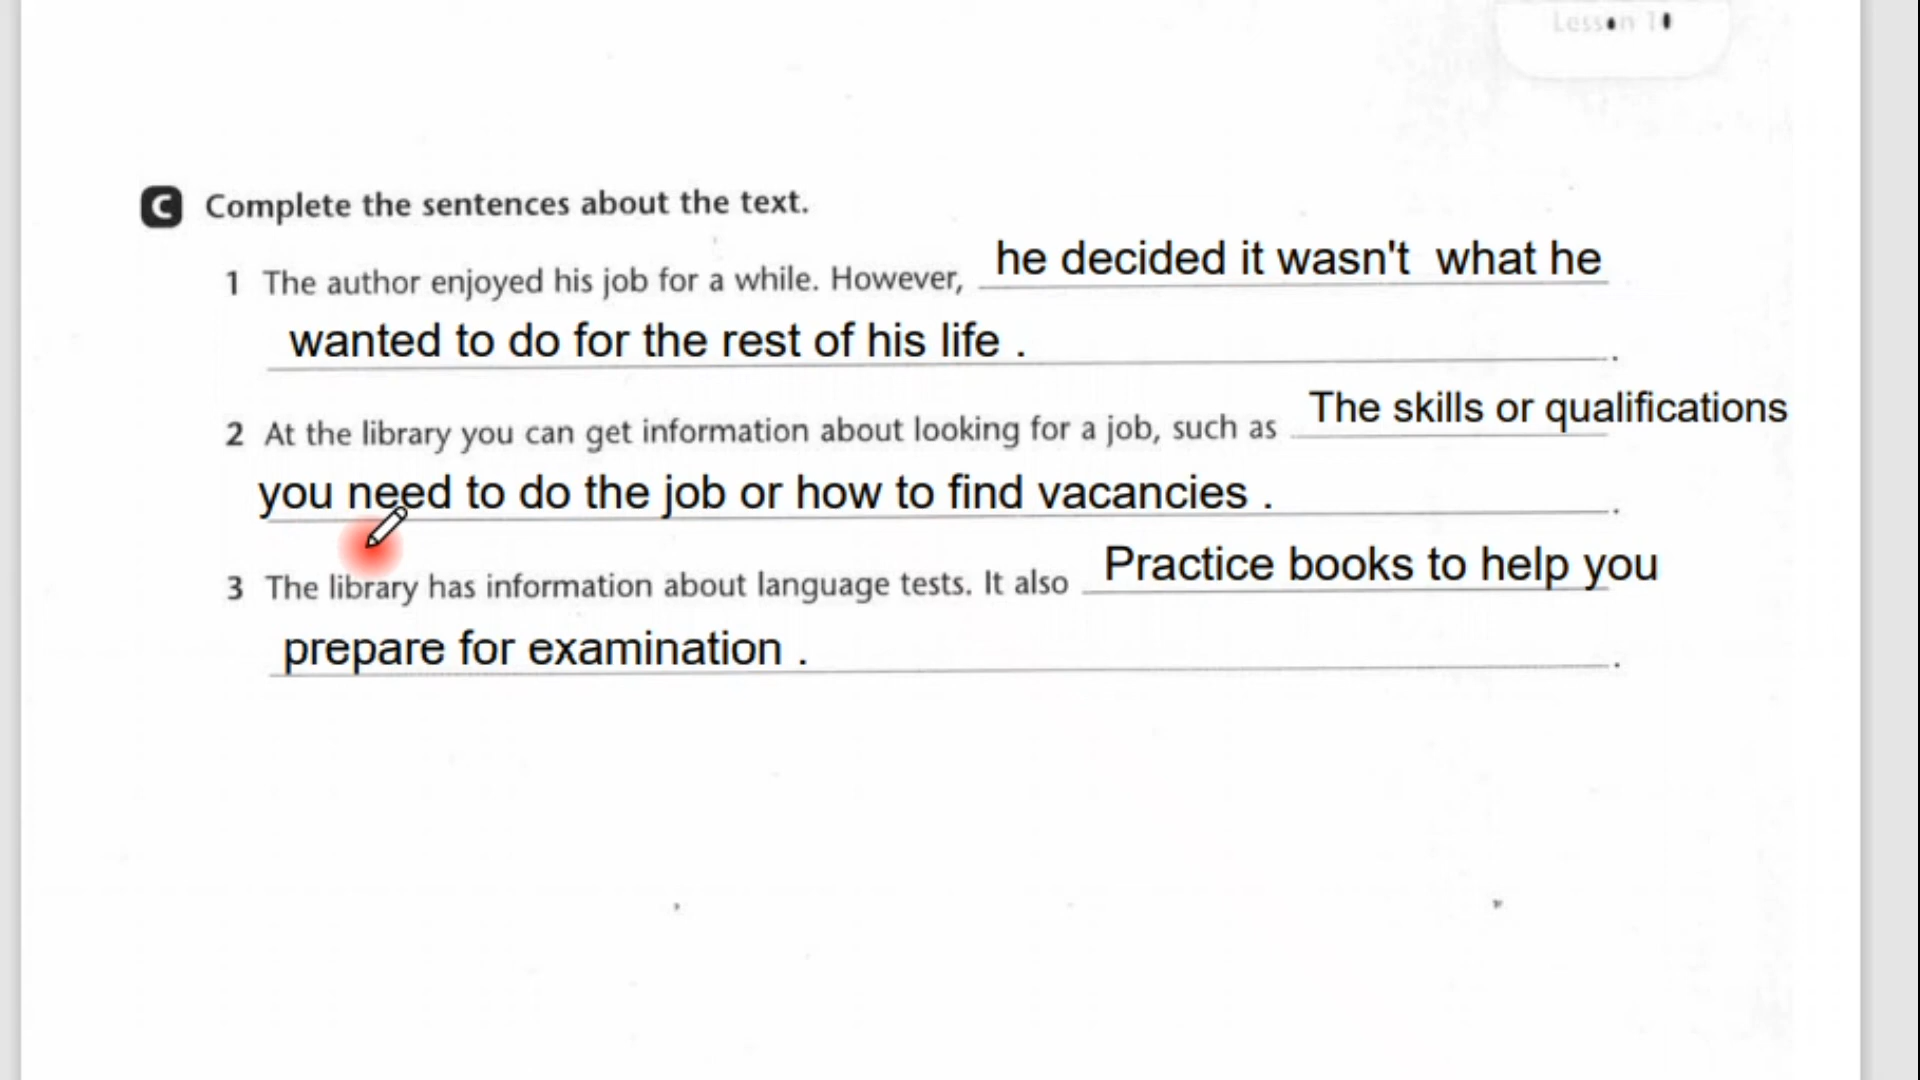 Lesson 10
C Complete the sentences about the text.
1 The author enjoyed his job for a while. However, he decided it wasn't what he
wanted to do for the rest of his life .
2 At the library you can get information about looking for a job, such as The skills or qualifications
you need to do the job or how to find vacancies .
3 The library has information about language tests. It also Practice books to help you
prepare for examination .